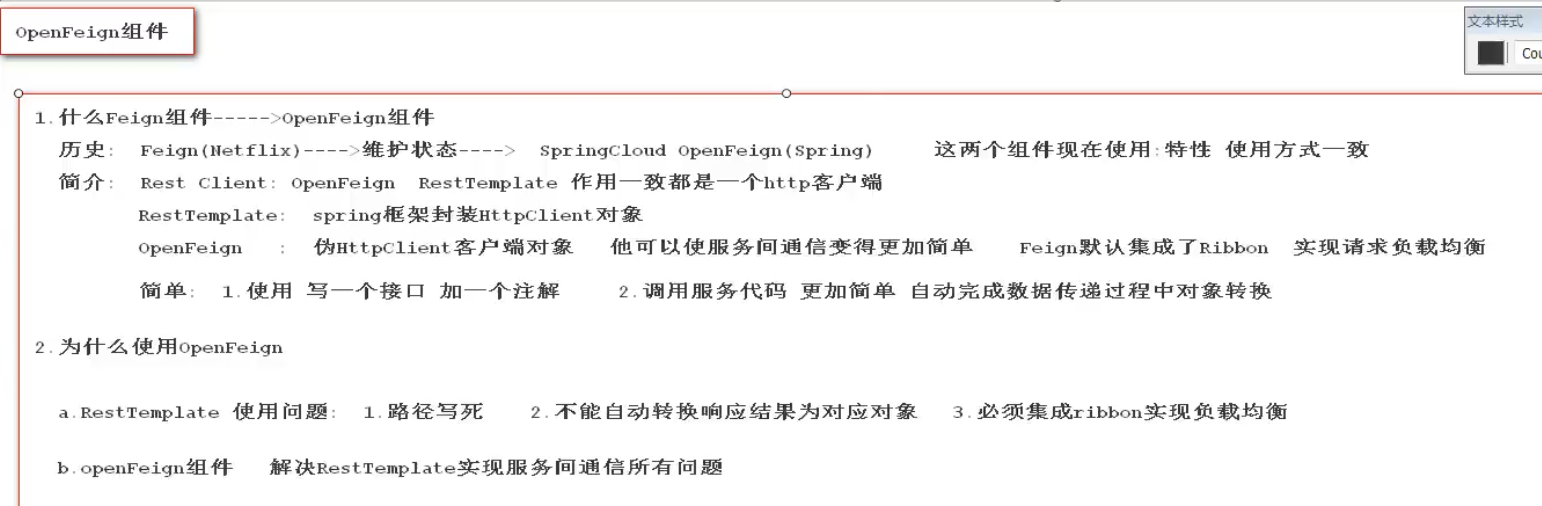 OpenFeign组件
文本样式
Cou
1.什么Feign组件----->OpenFeign组件
历史: Feign(Netflix)---->维护状态----> SpringCloud OpenFeign(Spring) 这两个组件现在使用:特性 使用方式一致
简介: Rest Client: OpenFeign RestTemplate 作用一致都是一个http客户端
RestTemplate: spring框架封装HttpClient对象
OpenFeign : 伪HttpClient客户端对象 他可以使服务间通信变得更加简单 Feign默认集成了Ribbon 实现请求负载均衡
简单: 1.使用 写一个接口 加一个注解 2.调用服务代码 更加简单 自动完成数据传递过程中对象转换
2.为什么使用OpenFeign
a.RestTemplate 使用问题: 1.路径写死 2.不能自动转换响应结果为对应对象 3.必须集成ribbon实现负载均衡
b.openFeign组件 解决RestTemplate实现服务间通信所有问题